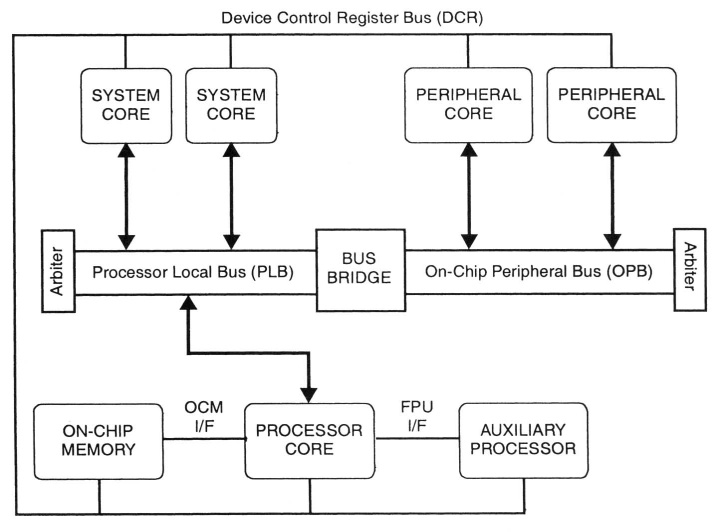 Device Control Register Bus (DCR)
SYSTEM
CORE
SYSTEM
CORE
PERIPHERAL
CORE
PERIPHERAL
CORE
Arbiter
Processor Local Bus (PLB)
BUS
BRIDGE
On-Chip Peripheral Bus (OPB)
Arbiter
ON-CHIP
MEMORY
OCM
I/F
PROCESSOR
CORE
FPU
I/F
AUXILIARY
PROCESSOR